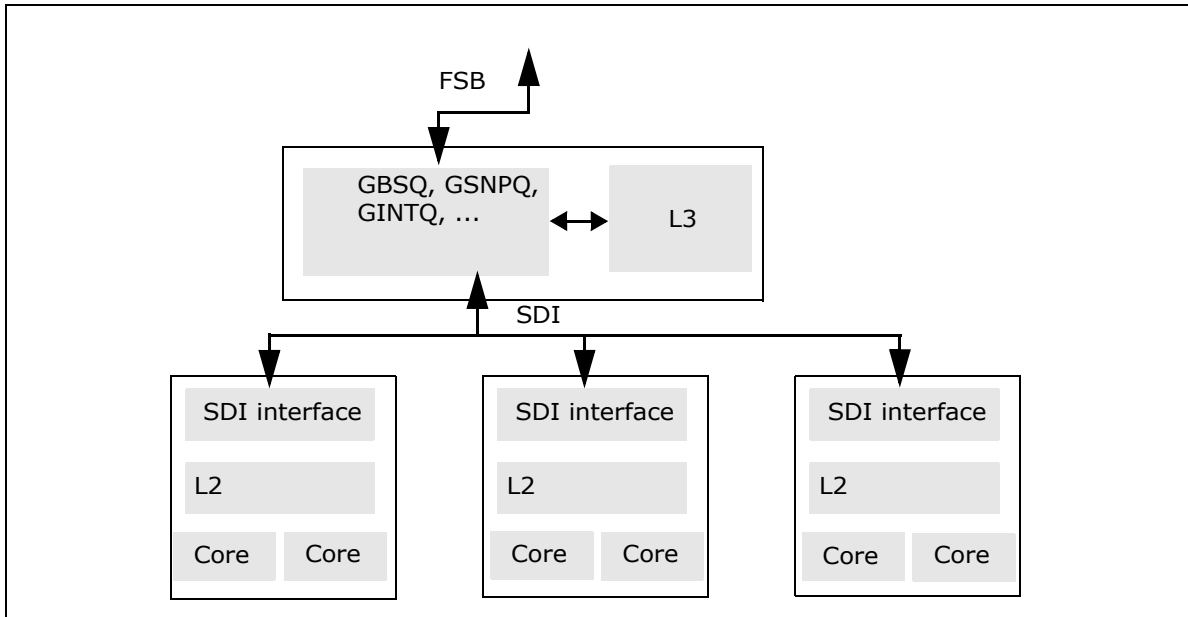 FSB
GBSQ, GSNPQ,
GINTQ, ...
L3
SDI
SDI interface
SDI interface
SDI interface
L2
L2
L2
Core
Core
Core
Core
Core
Core